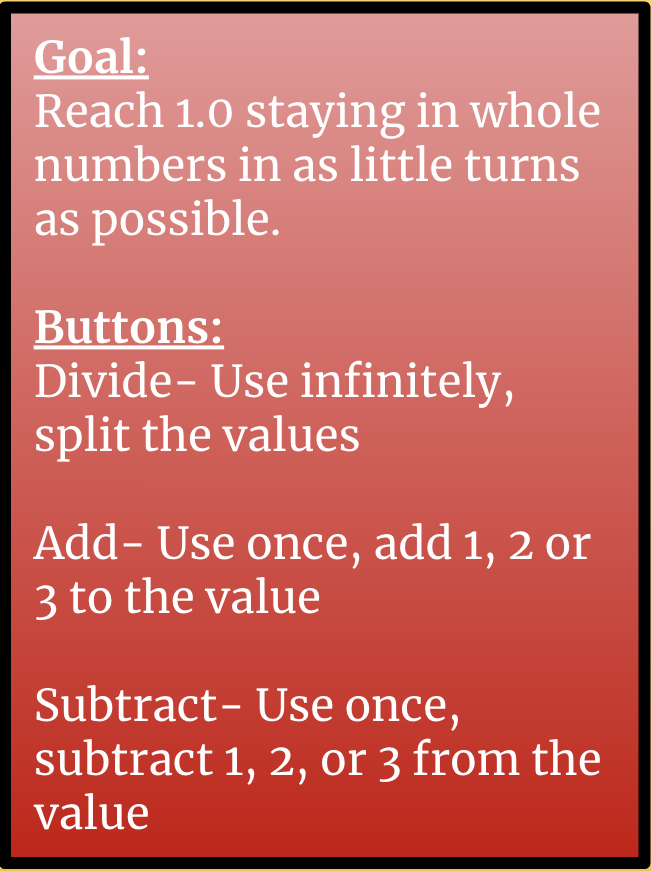 Goal:
Reach 1.0 staying in whole
numbers in as little turns
as possible.
Buttons:
Divide- Use infinitely,
split the values
Add- Use once, add 1, 2 or
3 to the value
Subtract- Use once,
subtract 1, 2, or 3 from the
value